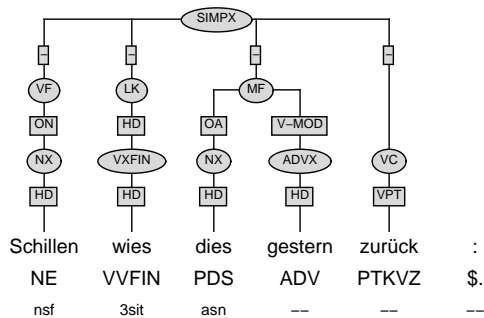 SIMPX
– – – –
VF LK MF
ON HD OA V−MOD
NX VXFIN NX ADVX VC
HD HD HD HD VPT
Schillen wies dies gestern zurück :
NE VVFIN PDS ADV PTKVZ $.
nsf 3sit asn −− −− −−